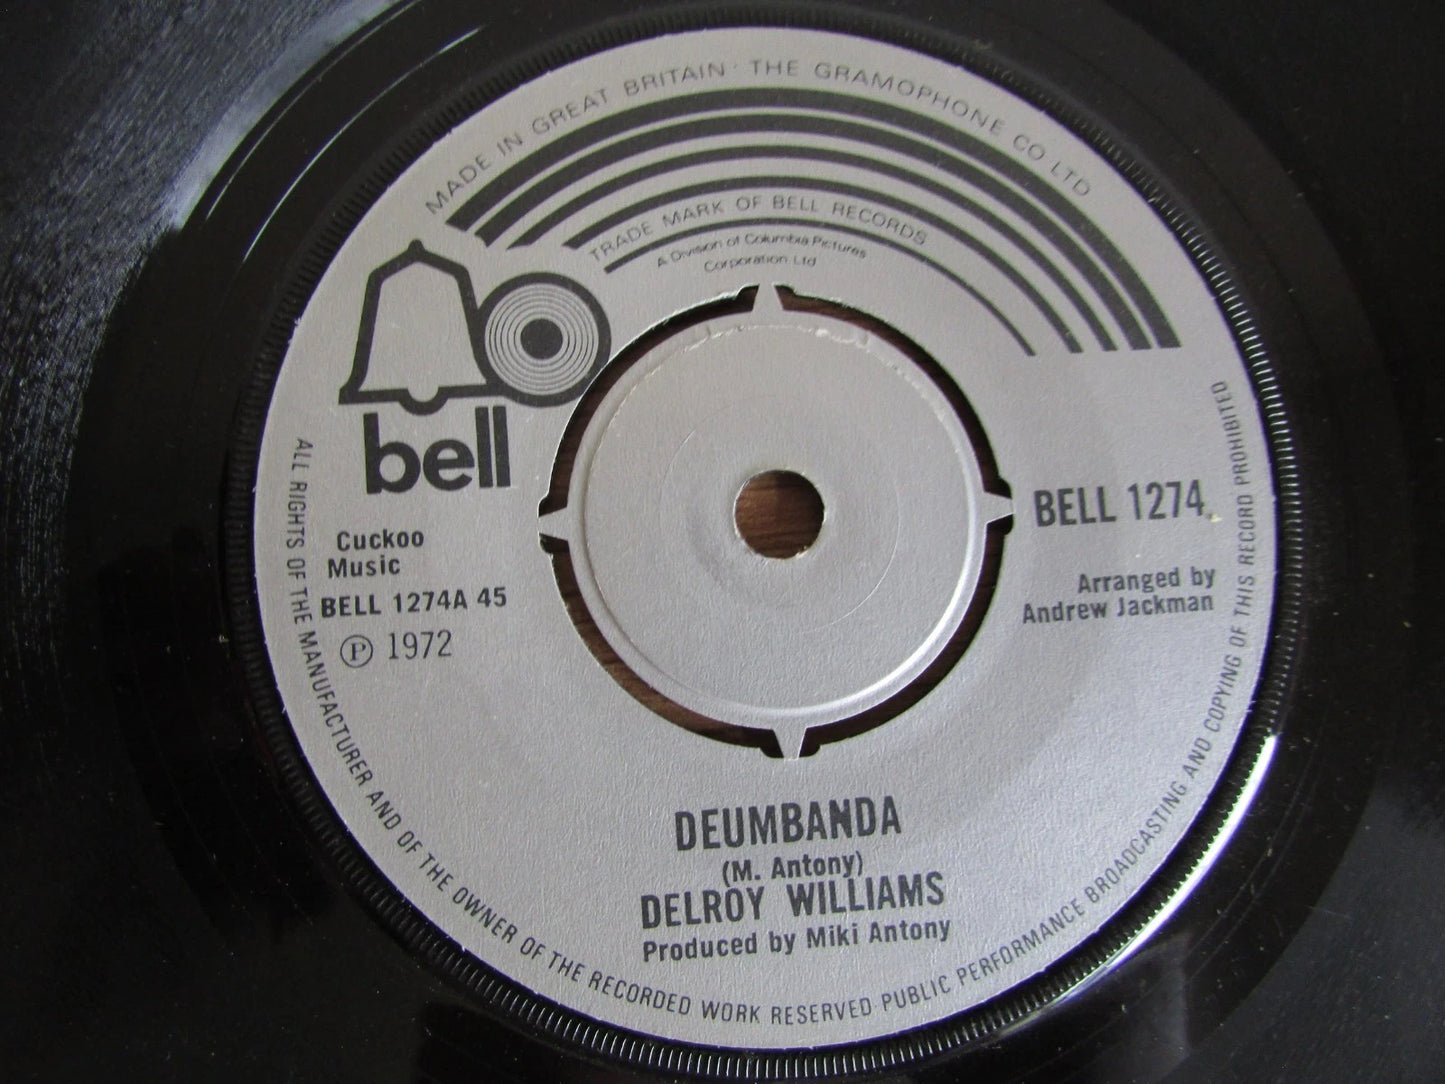 MADE IN GREAT BRITAIN · THE GRAMOPHONE CO LTD
TRADE MARK OF BELL RECORDS
A Division of Columbia Pictures
Corporation Ltd
bell
BELL 1274
Cuckoo
Music
BELL 1274A 45
Ⓟ 1972
Arranged by
Andrew Jackman
DEUMBANDA
(M. Antony)
DELROY WILLIAMS
Produced by Miki Antony
ALL RIGHTS OF THE MANUFACTURER AND OF THE OWNER OF THE RECORDED WORK RESERVED PUBLIC PERFORMANCE BROADCASTING AND COPYING OF THIS RECORD PROHIBITED